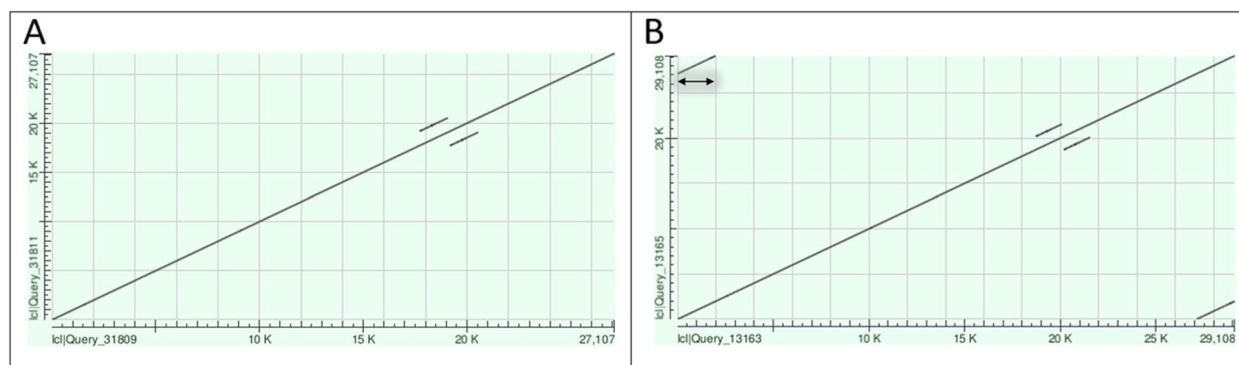 A
27,107
20 K
15 K
lcl|Query_31811
lcl|Query_31809
10 K
15 K
20 K
27,107
B
29,108
20 K
lcl|Query_13165
lcl|Query_13163
10 K
15 K
20 K
25 K
29,108